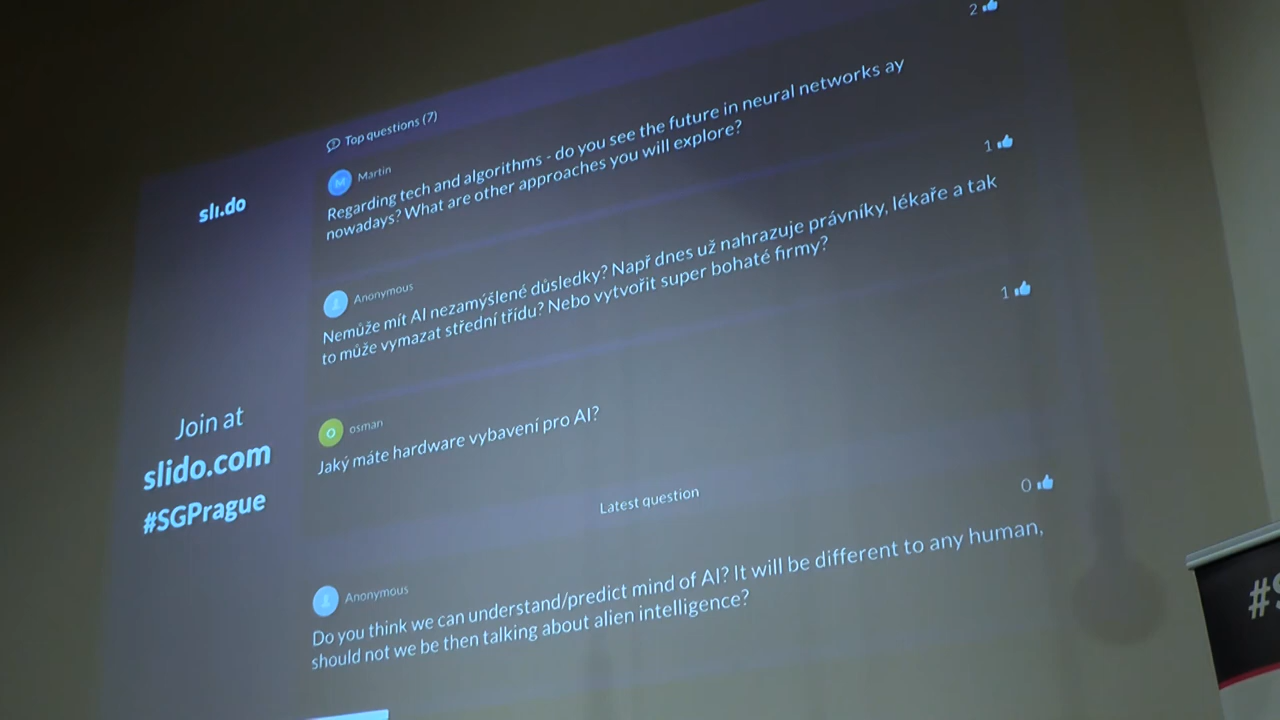 2
Top questions (7)
M
Martin
Regarding tech and algorithms - do you see the future in neural networks ay
nowadays? What are other approaches you will explore?
1
Anonymous
Nemůže mít AI nezamýšlené důsledky? Např dnes už nahrazuje právníky, lékaře a tak
to může vymazat střední třídu? Nebo vytvořit super bohaté firmy?
1
O
osman
Jaký máte hardware vybavení pro AI?
Latest question
0
Anonymous
Do you think we can understand/predict mind of AI? It will be different to any human,
should not we be then talking about alien intelligence?
sli.do
Join at
slido.com
#SGPrague